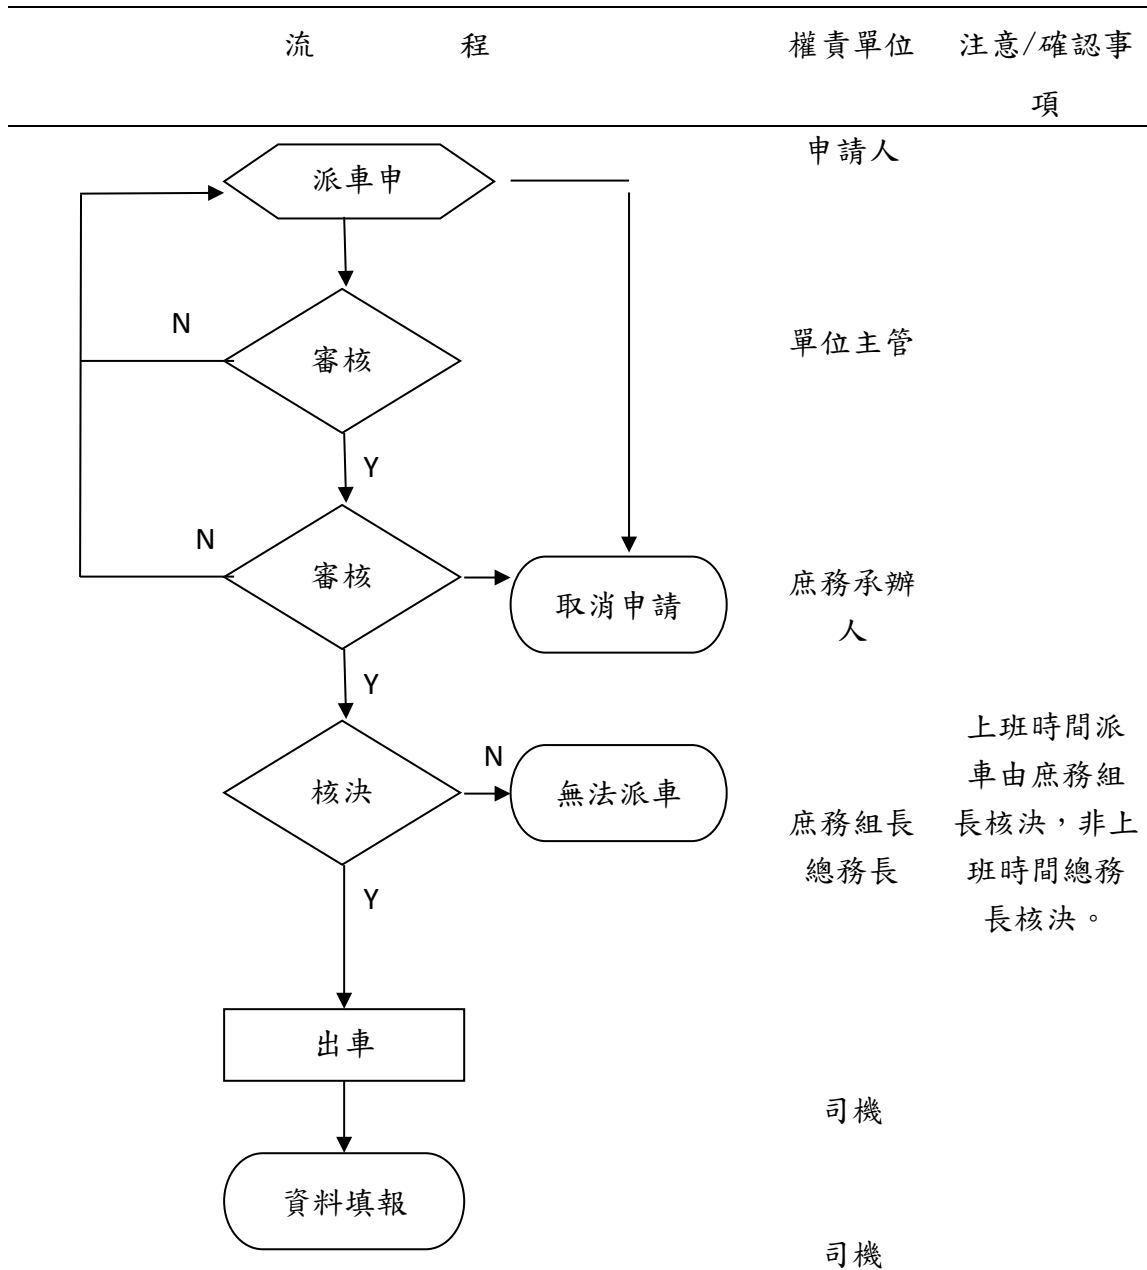 流 程 權責單位 注意/確認事
項
派車申 申請人
N
審核 單位主管
Y
N
審核 庶務承辦
取消申請 人
Y
上班時間派
N 車由庶務組
核決 無法派車
庶務組長 長核決，非上
總務長 班時間總務
Y
長核決。
出車
司機
資料填報
司機